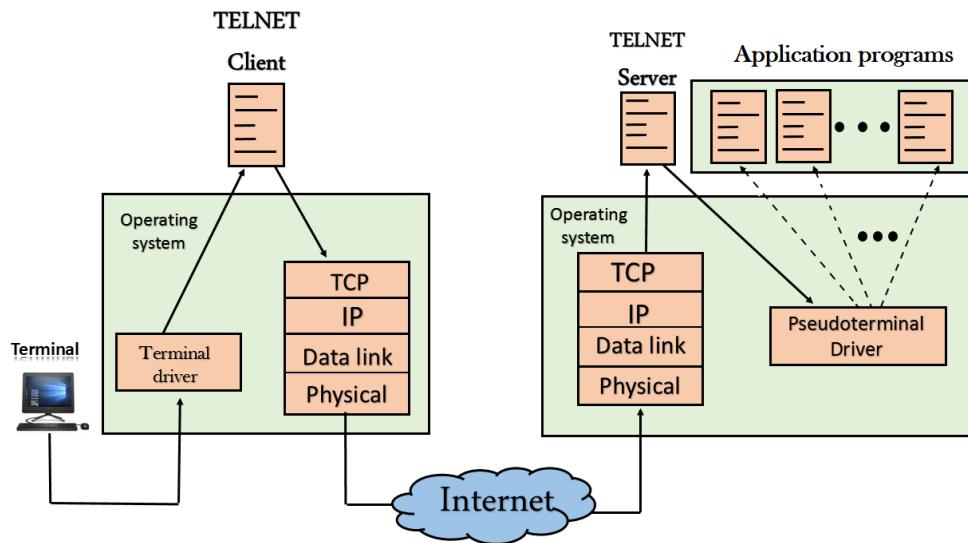 TELNET
Client
Operating
system
TCP
IP
Data link
Physical
Terminal
driver
Terminal
Internet
TELNET
Server
Application programs
Operating
system
TCP
IP
Data link
Physical
Pseudoterminal
Driver